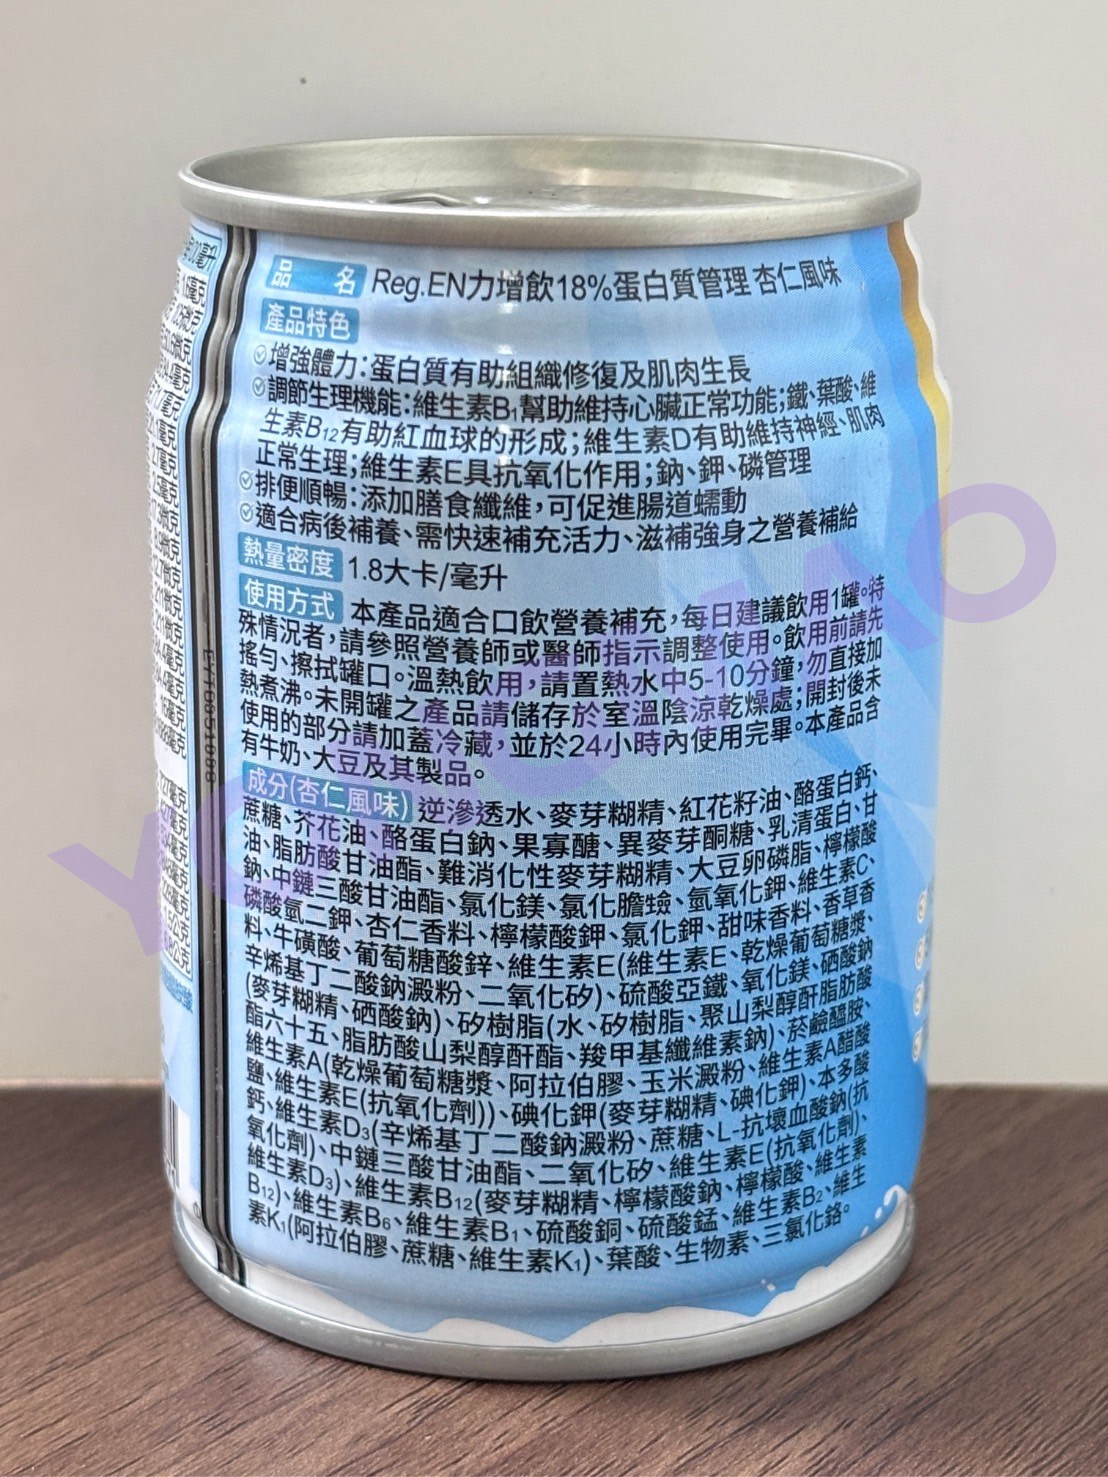 品名 Reg.EN力增飲18%蛋白質管理 杏仁風味
產品特色
增強體力:蛋白質有助組織修復及肌肉生長
調節生理機能:維生素B1幫助維持心臟正常功能;鐵、葉酸、維
生素B12有助紅血球的形成;維生素D有助維持神經、肌肉
正常生理;維生素E具抗氧化作用;鈉、鉀、磷管理
排便順暢:添加膳食纖維,可促進腸道蠕動
適合病後補養、需快速補充活力、滋補強身之營養補給
熱量密度 1.8大卡/毫升
使用方式 本產品適合口飲營養補充,每日建議飲用1罐。特
殊情況者,請參照營養師或醫師指示調整使用。飲用前請先
搖勻、擦拭罐口。溫熱飲用,請置熱水中5-10分鐘,勿直接加
熱煮沸。未開罐之產品請儲存於室溫陰涼乾燥處;開封後未
使用的部分請加蓋冷藏,並於24小時內使用完畢。本產品含
有牛奶、大豆及其製品。
成分(杏仁風味) 逆滲透水、麥芽糊精、紅花籽油、酪蛋白鈣、
蔗糖、芥花油、酪蛋白鈉、果寡醣、異麥芽酮糖、乳清蛋白、甘
油、脂肪酸甘油酯、難消化性麥芽糊精、大豆卵磷脂、檸檬酸
鈉、中鏈三酸甘油酯、氯化鎂、氯化膽鹼、氫氧化鉀、維生素C、
磷酸氫二鉀、杏仁香料、檸檬酸鉀、氯化鉀、甜味香料、香草香
料、牛磺酸、葡萄糖酸鋅、維生素E(維生素E、乾燥葡萄糖漿、
辛烯基丁二酸鈉澱粉、二氧化矽)、硫酸亞鐵、氧化鎂、硒酸鈉
(麥芽糊精、硒酸鈉)、矽樹脂(水、矽樹脂、聚山梨醇酐脂肪酸
酯六十五、脂肪酸山梨醇酐酯、羧甲基纖維素鈉)、菸鹼醯胺、
維生素A(乾燥葡萄糖漿、阿拉伯膠、玉米澱粉、維生素A醋酸
鹽、維生素E(抗氧化劑))、碘化鉀(麥芽糊精、碘化鉀)、本多酸
鈣、維生素D3(辛烯基丁二酸鈉澱粉、蔗糖、L-抗壞血酸鈉(抗
氧化劑)、中鏈三酸甘油酯、二氧化矽、維生素E(抗氧化劑)、
維生素D3)、維生素B12(麥芽糊精、檸檬酸鈉、檸檬酸、維生素
B12)、維生素B6、維生素B1、硫酸銅、硫酸錳、維生素B2、維生
素K1(阿拉伯膠、蔗糖、維生素K1)、葉酸、生物素、三氯化鉻。